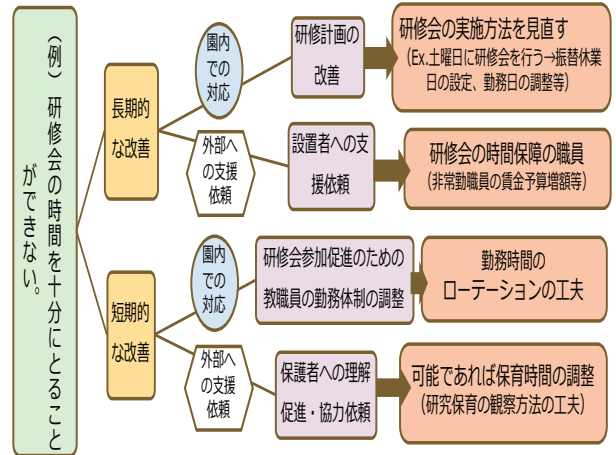 （例）研修会の時間を十分にとること
ができない。
長期的
な改善
園内
での
対応
研修計画の
改善
研修会の実施方法を見直す
（Ex.土曜日に研修会を行う→振替休業
日の設定、勤務日の調整等）
外部へ
の支援
依頼
設置者への支
援依頼
研修会の時間保障の職員
（非常勤職員の賃金予算増額等）
短期的
な改善
園内
での
対応
研修会参加促進のための
教職員の勤務体制の調整
勤務時間の
ローテーションの工夫
外部へ
の支援
依頼
保護者への理解
促進・協力依頼
可能であれば保育時間の調整
（研究保育の観察方法の工夫）